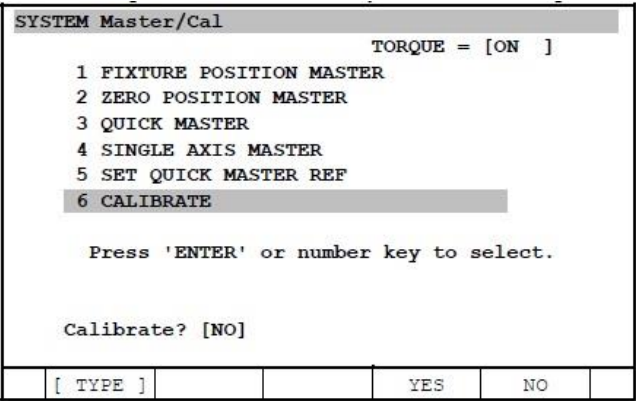 SYSTEM Master/Cal
TORQUE = [ON ]
1 FIXTURE POSITION MASTER
2 ZERO POSITION MASTER
3 QUICK MASTER
4 SINGLE AXIS MASTER
5 SET QUICK MASTER REF
6 CALIBRATE
Press 'ENTER' or number key to select.
Calibrate? [NO]
[ TYPE ] YES NO